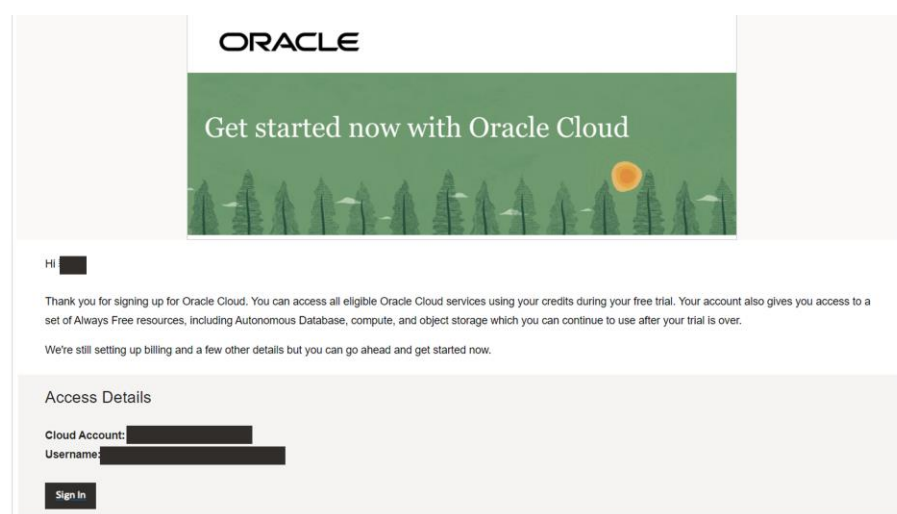 ORACLE
Get started now with Oracle Cloud
Hi
Thank you for signing up for Oracle Cloud. You can access all eligible Oracle Cloud services using your credits during your free trial. Your account also gives you access to a
set of Always Free resources, including Autonomous Database, compute, and object storage which you can continue to use after your trial is over.
We're still setting up billing and a few other details but you can go ahead and get started now.
Access Details
Cloud Account:
Username:
Sign In